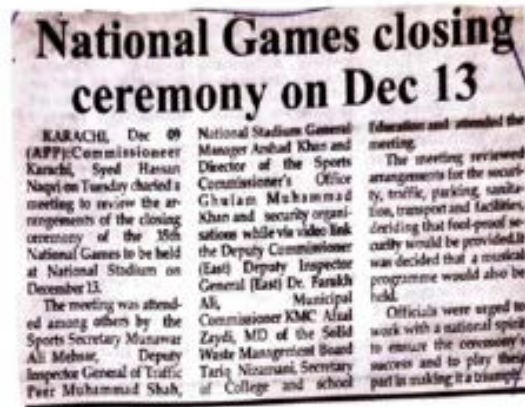 National Games closing
ceremony on Dec 13
KARACHI, Dec 09
(APP):Commissioneer
Karachi, Syed Hassan
Naqvi on Tuesday charied a
meeting to review the ar-
rangements of the closing
ceremony of the 35th
National Games to be held
at National Stadium on
December 13.
The meeting was attend-
ed among others by the
Sports Secretary Munawar
Ali Mehsar, Deputy
Inspector General of Traffic
Peer Muhammad Shah,
National Stadium General
Manager Arshad Khan and
Director of the Sports
Commissioner's Office
Ghulam Muhammad
Khan and security organi-
sations while via video link
the Deputy Commissioner
(East) Deputy Inspector
General (East) Dr. Farukh
Ali, Municipal
Commissioner KMC Afzal
Zaydi, MD of the Solid
Waste Management Board
Tariq Nizamani, Secretary
of College and school
Education and attended the
meeting.
The meeting reviewed
arrangements for the securi-
ty, traffic, parking, sanita-
tion, transport and facilities,
deciding that fool-proof se-
curity would be provided.It
was decided that a musical
programme would also be
held.
Officials were urged to
work with a national spirit
to ensure the ceremony's
success and to play their
part in making it a triumph.